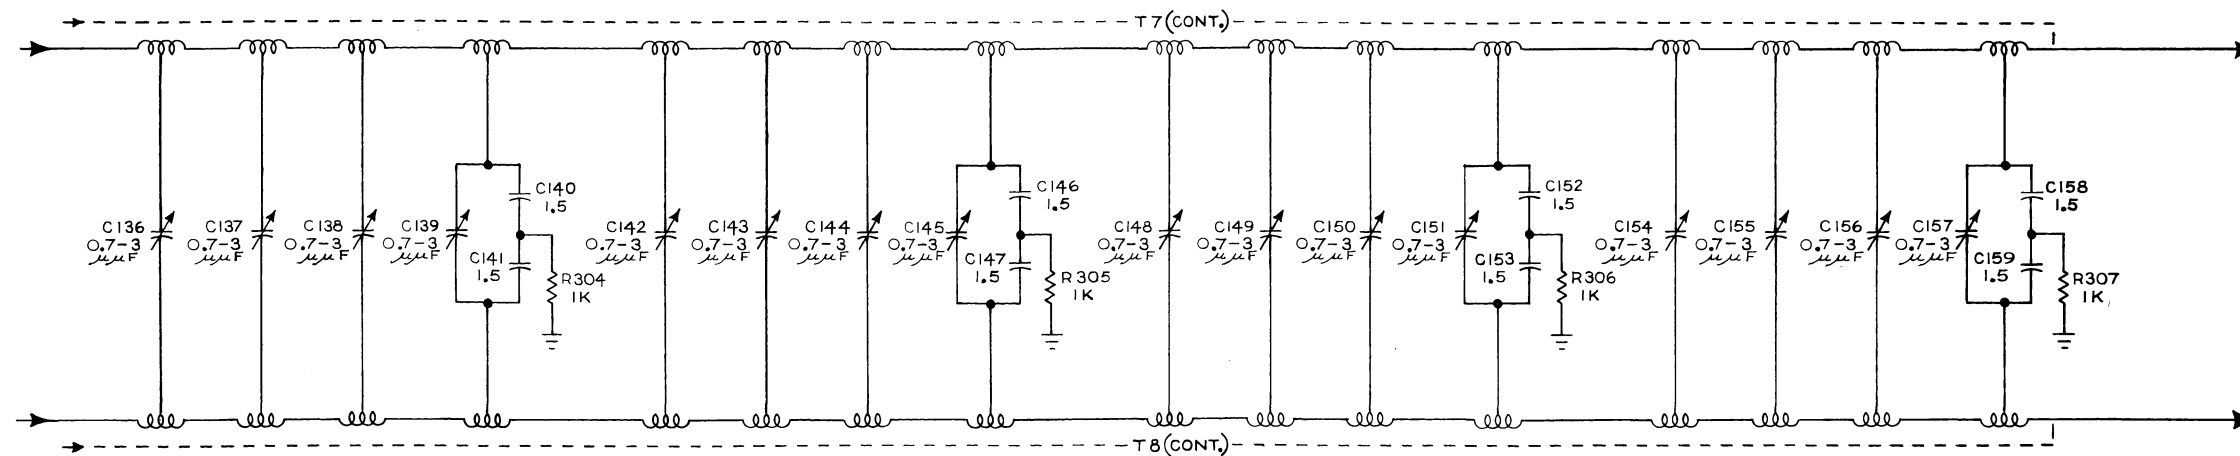 T7(CONT.)
C136
0.7-3
μμF
C137
0.7-3
μμF
C138
0.7-3
μμF
C139
0.7-3
μμF
C140
1.5
C141
1.5
R304
1K
C142
0.7-3
μμF
C143
0.7-3
μμF
C144
0.7-3
μμF
C145
0.7-3
μμF
C146
1.5
C147
1.5
R305
1K
C148
0.7-3
μμF
C149
0.7-3
μμF
C150
0.7-3
μμF
C151
0.7-3
μμF
C152
1.5
C153
1.5
R306
1K
C154
0.7-3
μμF
C155
0.7-3
μμF
C156
0.7-3
μμF
C157
0.7-3
μμF
C158
1.5
C159
1.5
R307
1K
T8(CONT.)